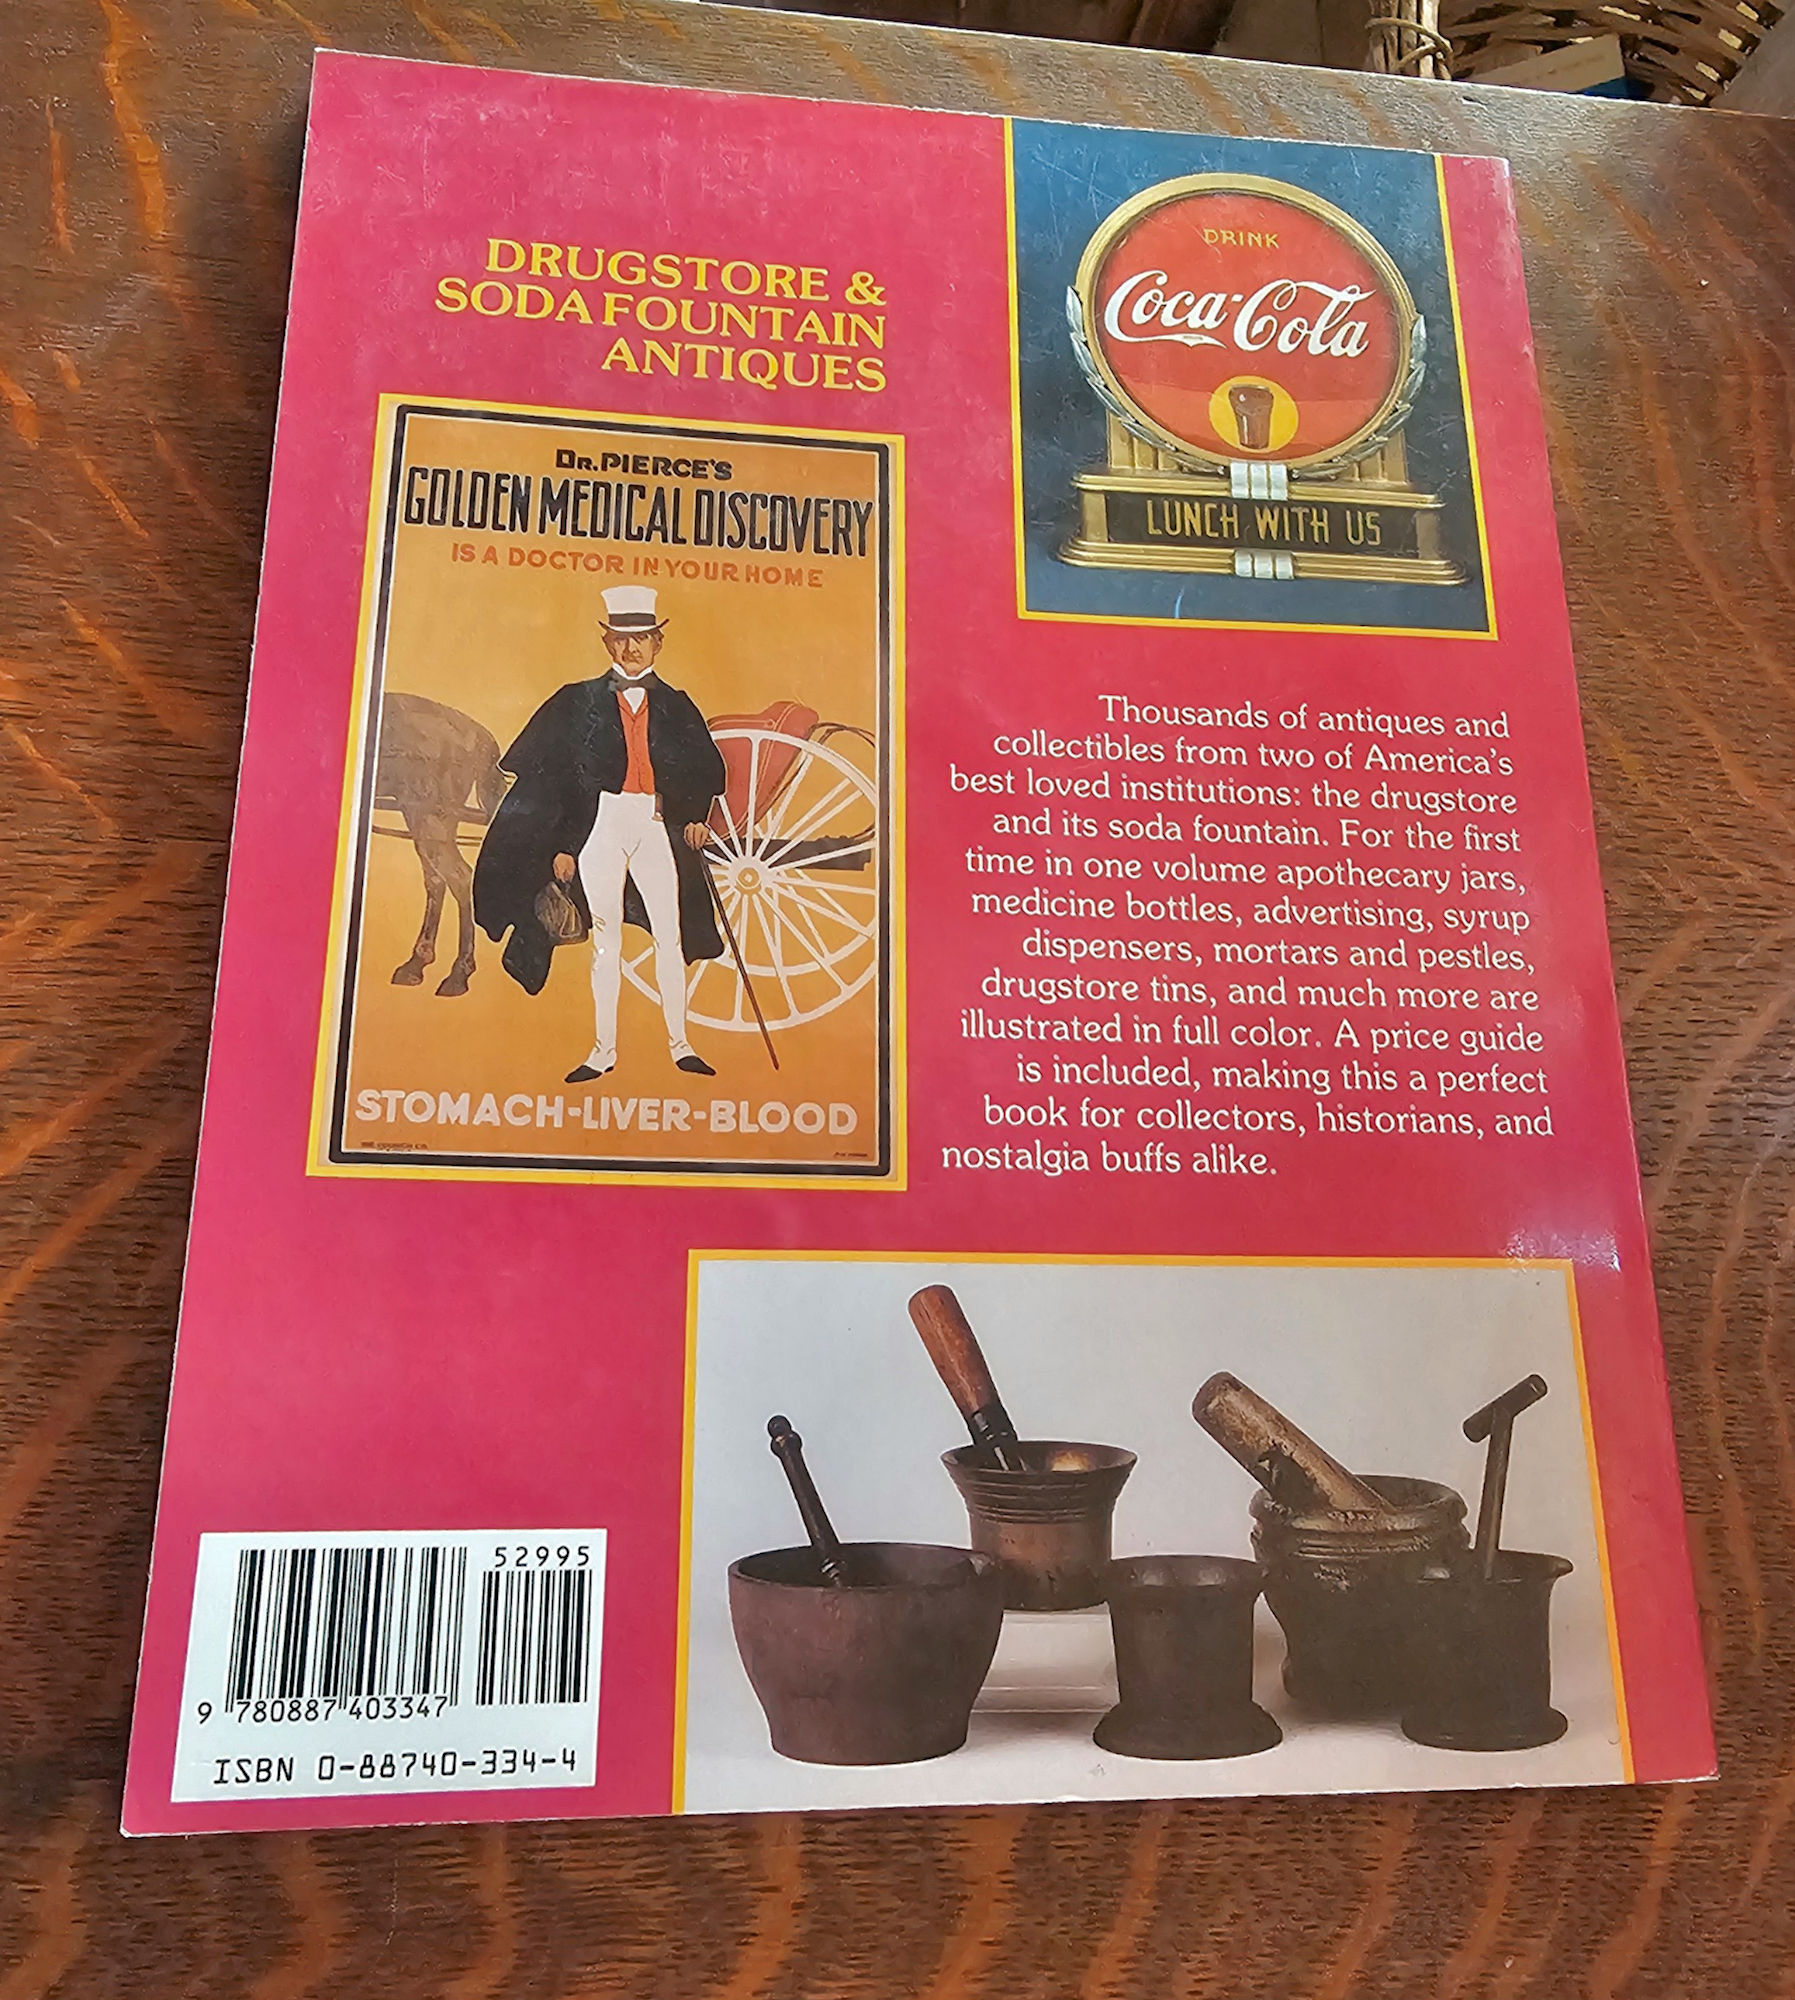 DRUGSTORE &
SODA FOUNTAIN
ANTIQUES
DRINK
Coca-Cola
LUNCH WITH US
DR. PIERCE'S
GOLDEN MEDICAL DISCOVERY
IS A DOCTOR IN YOUR HOME
STOMACH-LIVER-BLOOD
Thousands of antiques and
collectibles from two of America's
best loved institutions: the drugstore
and its soda fountain. For the first
time in one volume apothecary jars,
medicine bottles, advertising, syrup
dispensers, mortars and pestles,
drugstore tins, and much more are
illustrated in full color. A price guide
is included, making this a perfect
book for collectors, historians, and
nostalgia buffs alike.
52995
9 780887 403347
ISBN 0-88740-334-4